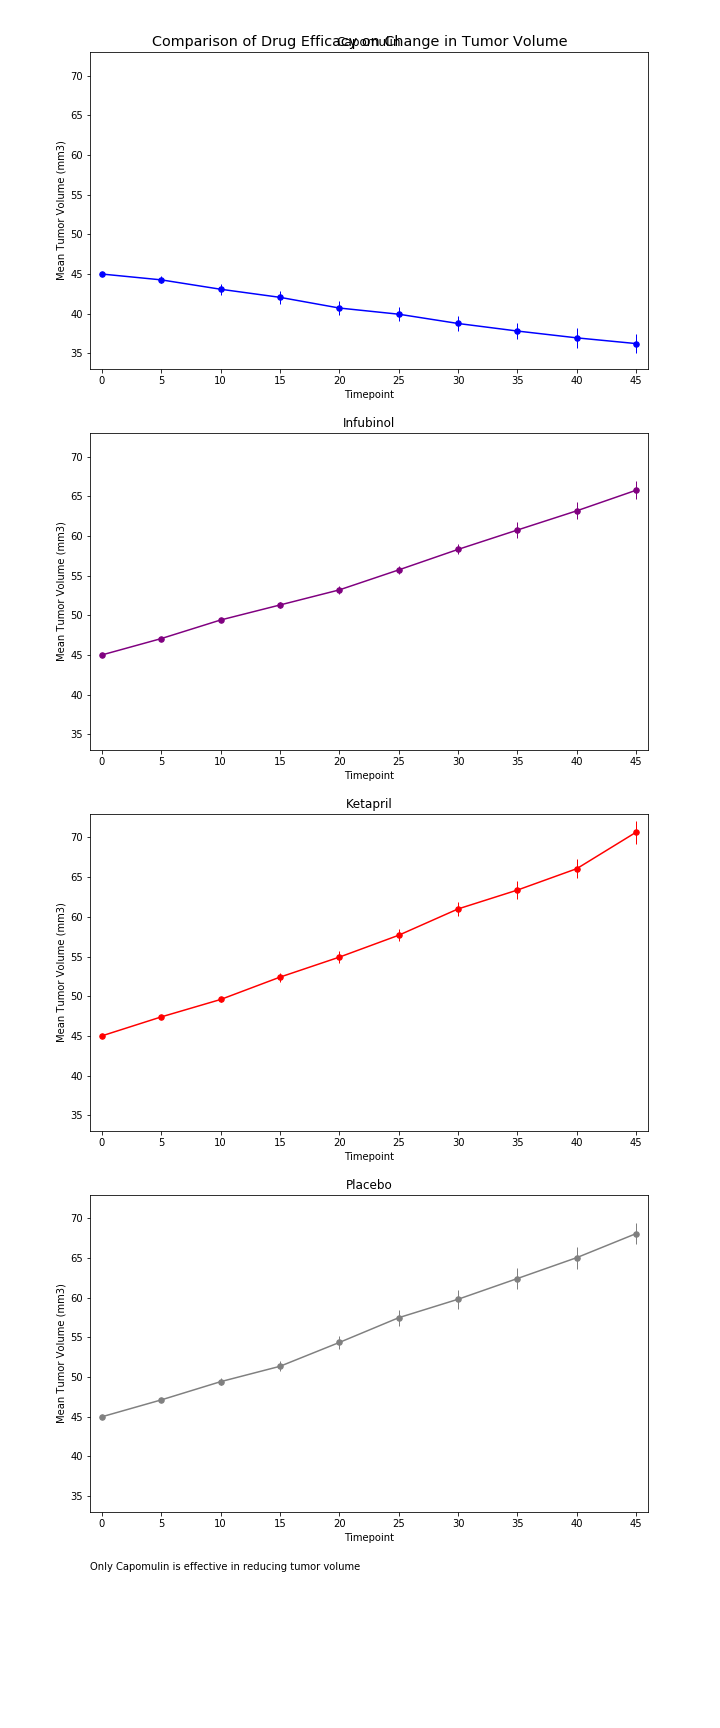 Comparison of Drug Efficacy on Change in Tumor Volume
Capomulin
70
65
60
55
50
45
40
35
Mean Tumor Volume (mm3)
0 5 10 15 20 25 30 35 40 45
Timepoint
Infubinol
70
65
60
55
50
45
40
35
Mean Tumor Volume (mm3)
0 5 10 15 20 25 30 35 40 45
Timepoint
Ketapril
70
65
60
55
50
45
40
35
Mean Tumor Volume (mm3)
0 5 10 15 20 25 30 35 40 45
Timepoint
Placebo
70
65
60
55
50
45
40
35
Mean Tumor Volume (mm3)
0 5 10 15 20 25 30 35 40 45
Timepoint
Only Capomulin is effective in reducing tumor volume